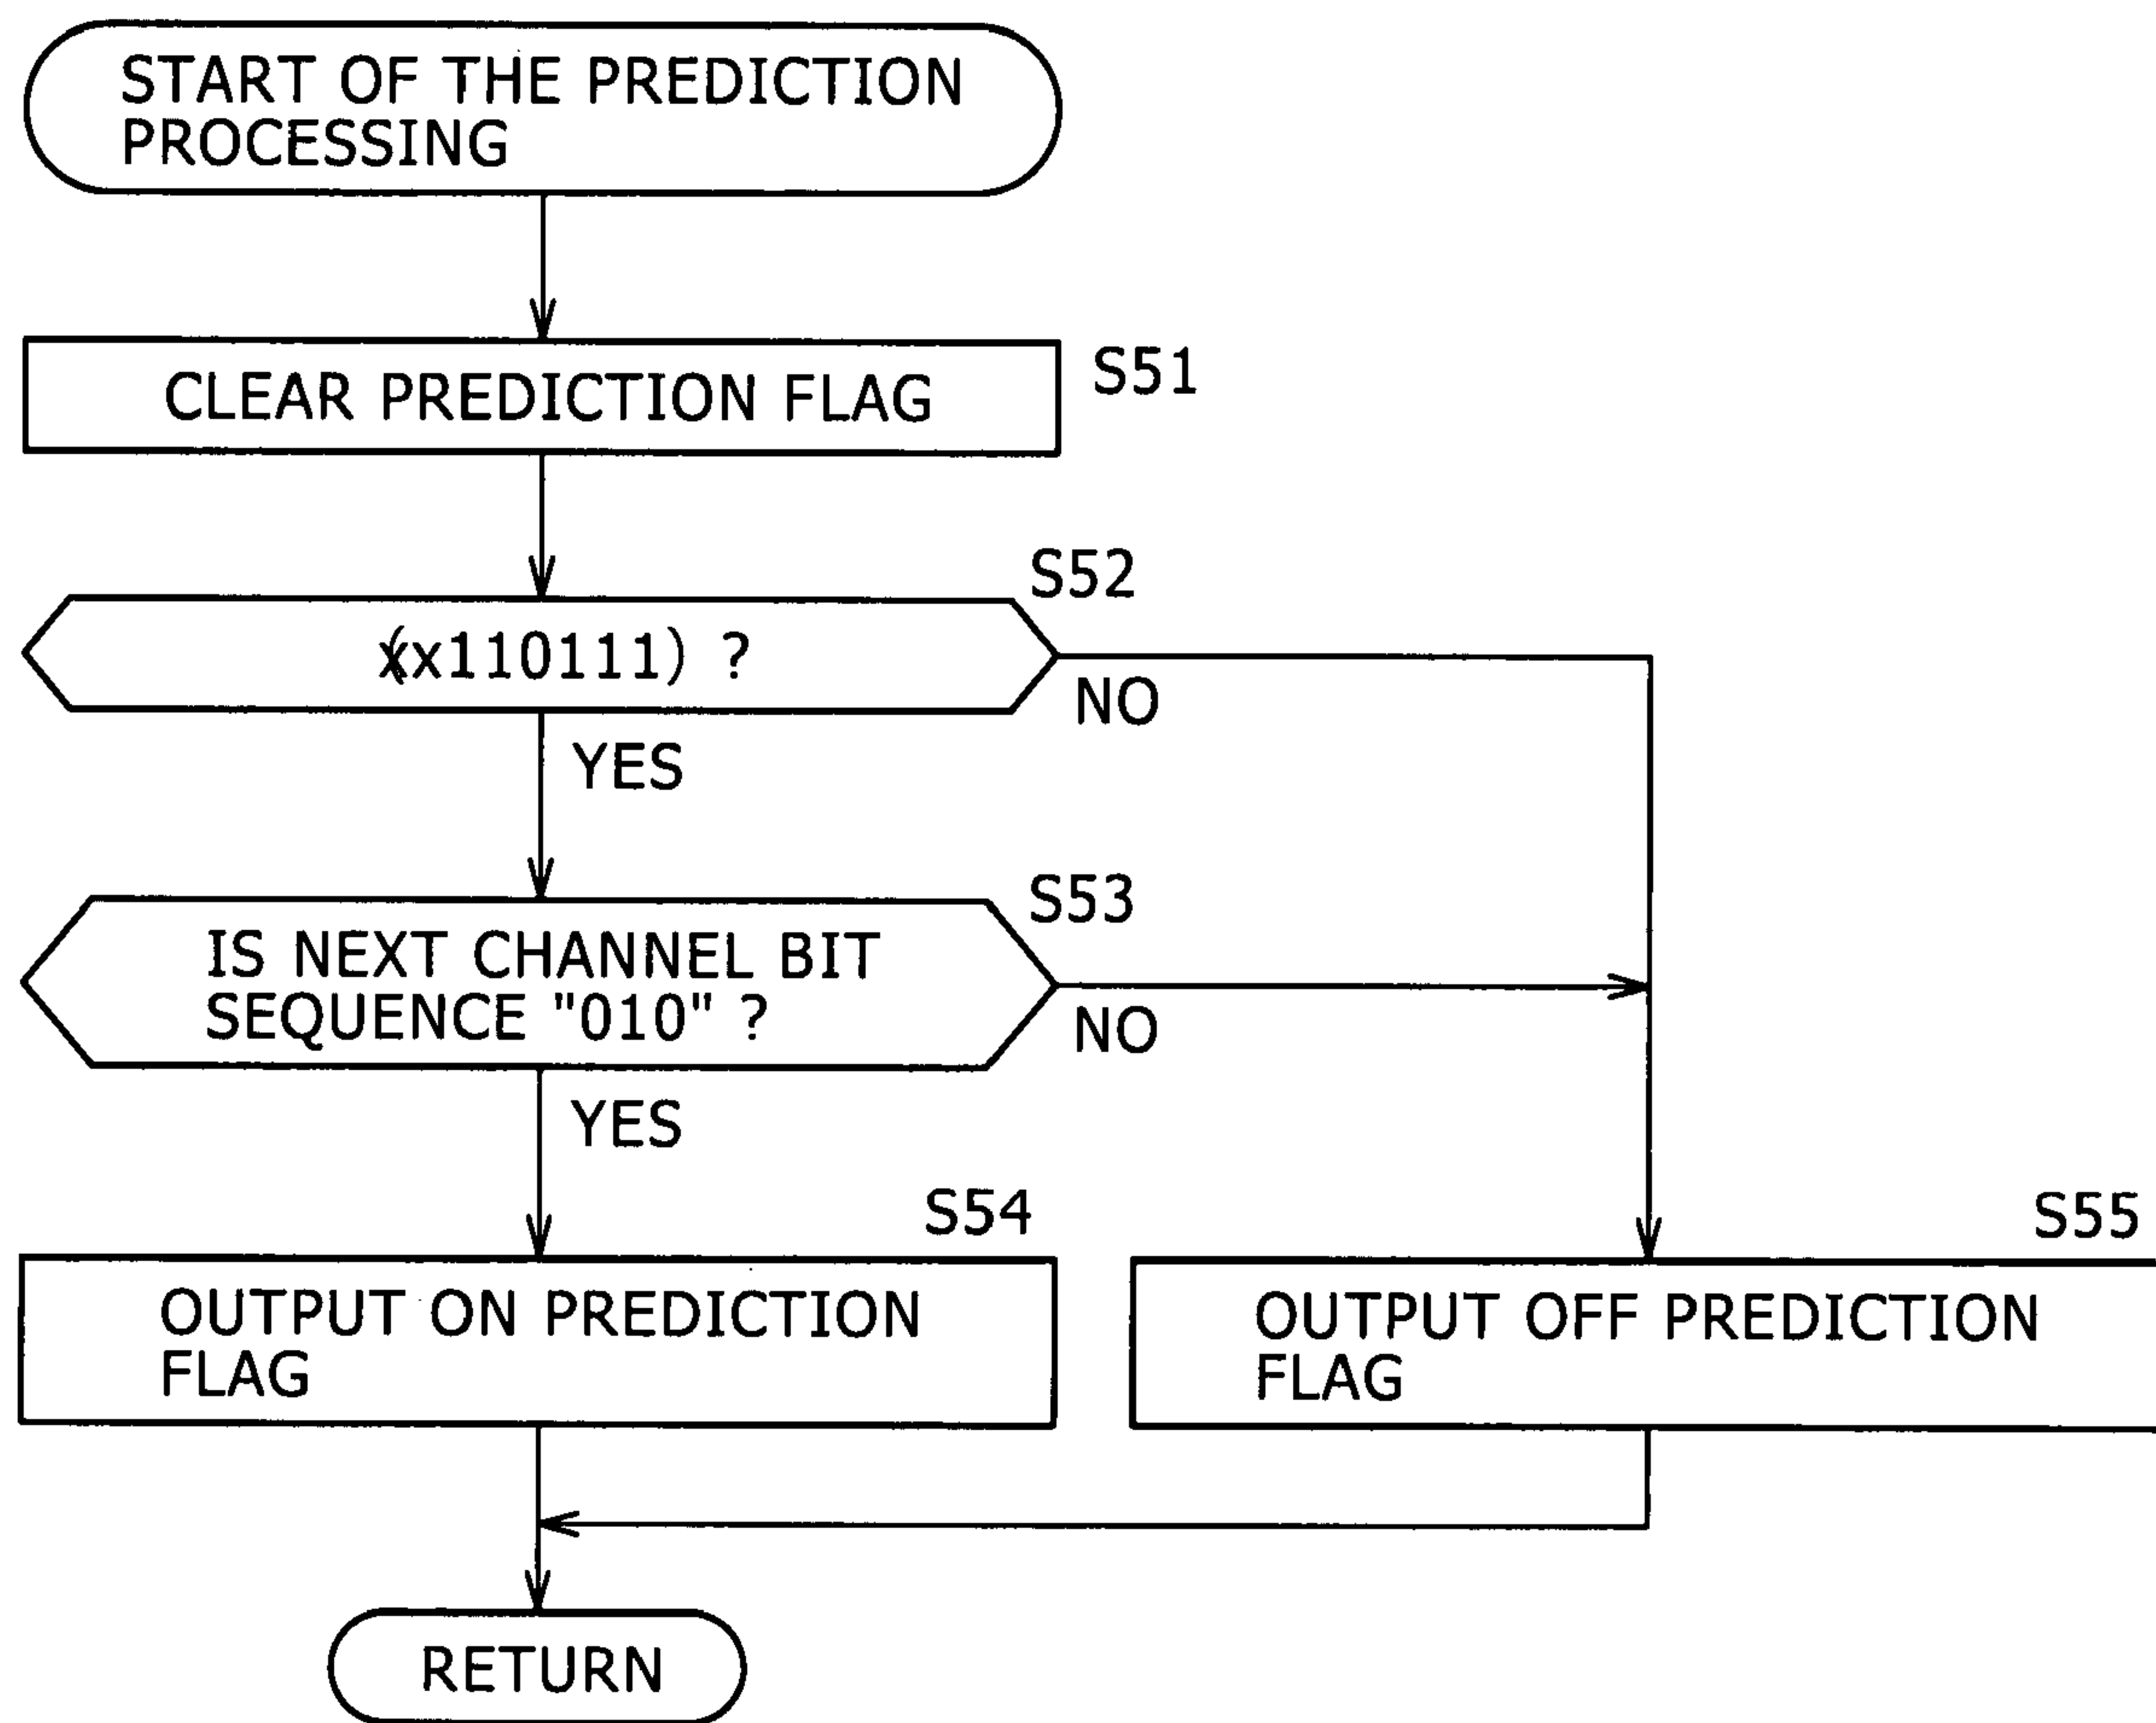 START OF THE PREDICTION
PROCESSING
CLEAR PREDICTION FLAG
S51
S52
(xx110111) ?
NO
YES
S53
IS NEXT CHANNEL BIT
SEQUENCE "010" ?
NO
YES
S54
OUTPUT ON PREDICTION
FLAG
S55
OUTPUT OFF PREDICTION
FLAG
RETURN